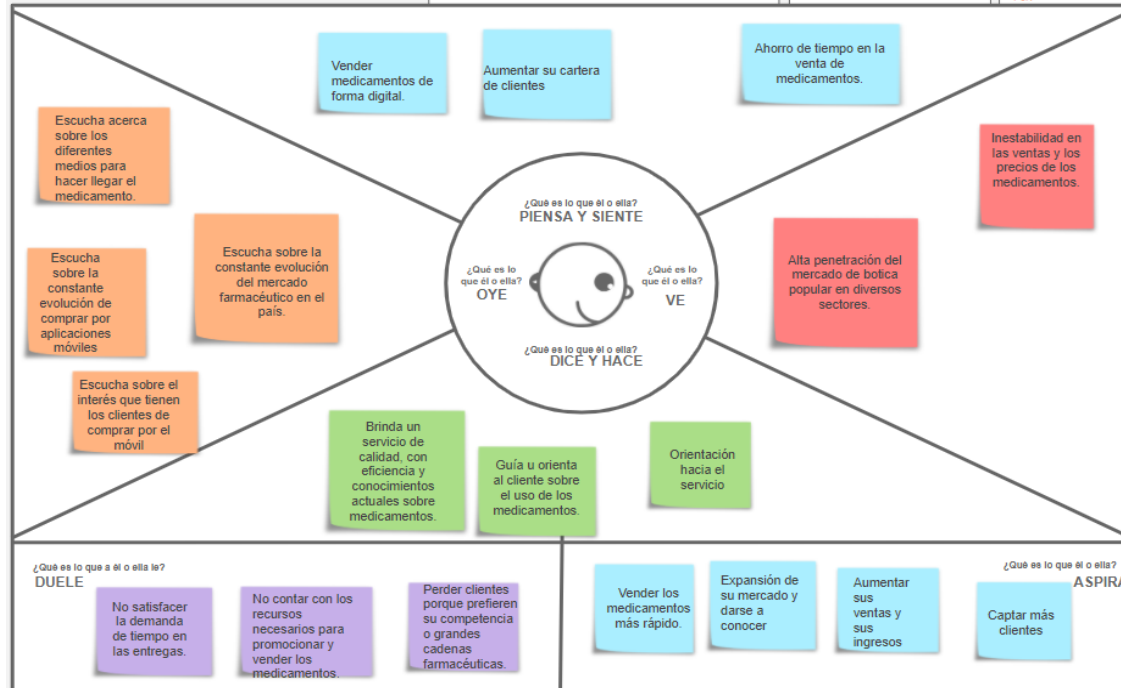 Vender
medicamentos de
forma digital.
Aumentar su cartera
de clientes
Ahorro de tiempo en la
venta de
medicamentos.
Escucha acerca
sobre los
diferentes
medios para
hacer llegar el
medicamento.
Escucha
sobre la
constante
evolución de
comprar por
aplicaciones
móviles
Escucha sobre la
constante evolución
del mercado
farmacéutico en el
país.
Escucha sobre el
interés que tienen
los clientes de
comprar por el
móvil
¿Qué es lo que él o ella?
PIENSA Y SIENTE
¿Qué es lo
que él o ella?
OYE
¿Qué es lo
que él o ella?
VE
¿Qué es lo que él o ella?
DICE Y HACE
Inestabilidad en
las ventas y los
precios de los
medicamentos.
Alta penetración del
mercado de botica
popular en diversos
sectores.
Brinda un
servicio de
calidad, con
eficiencia y
conocimientos
actuales sobre
medicamentos.
Guía u orienta
al cliente sobre
el uso de los
medicamentos.
Orientación
hacia el
servicio
¿Qué es lo que a él o ella le?
DUELE
No satisfacer
la demanda
de tiempo en
las entregas.
No contar con los
recursos
necesarios para
promocionar y
vender los
medicamentos.
Perder clientes
porque prefieren
su competencia
o grandes
cadenas
farmacéuticas.
¿Qué es lo que él o ella?
ASPIRA
Vender los
medicamentos
más rápido.
Expansión de
su mercado y
darse a
conocer
Aumentar
sus
ventas y
sus
ingresos
Captar más
clientes